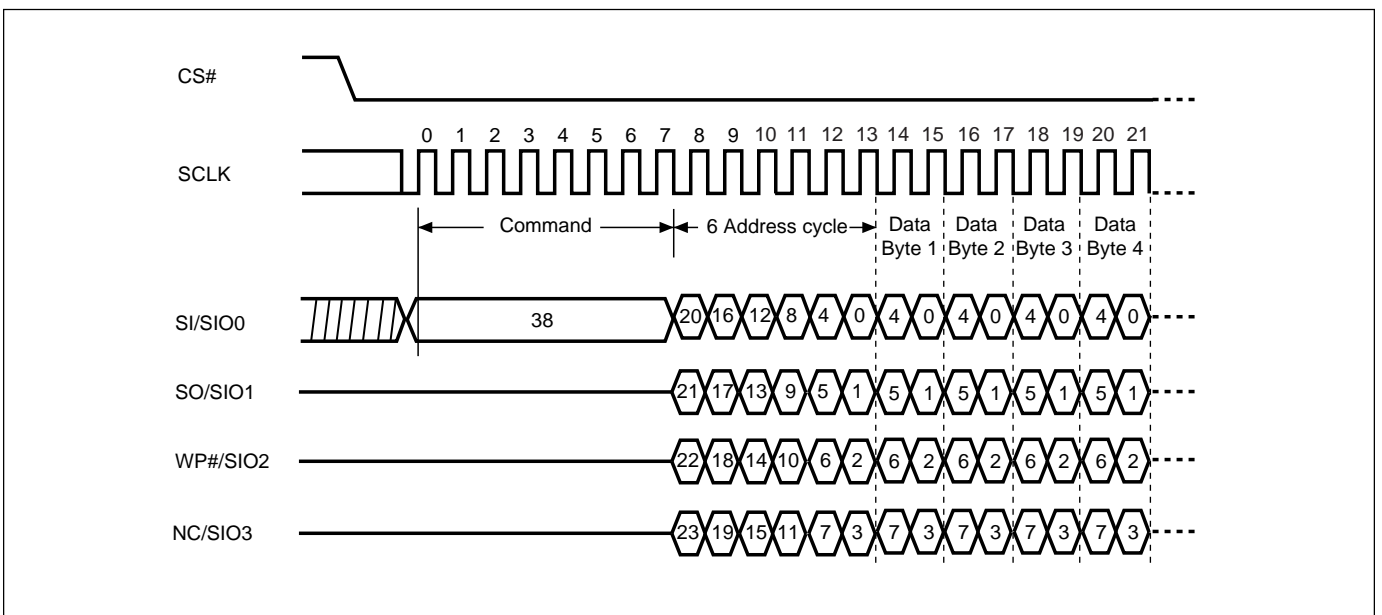 CS#
0 1 2 3 4 5 6 7 8 9 10 11 12 13 14 15 16 17 18 19 20 21
SCLK
Command 6 Address cycle Data Data Data Data
Byte 1 Byte 2 Byte 3 Byte 4
SI/SIO0 38 20 16 12 8 4 0 4 0 4 0 4 0 4 0
SO/SIO1 21 17 13 9 5 1 5 1 5 1 5 1 5 1
WP#/SIO2 22 18 14 10 6 2 6 2 6 2 6 2 6 2
NC/SIO3 23 19 15 11 7 3 7 3 7 3 7 3 7 3